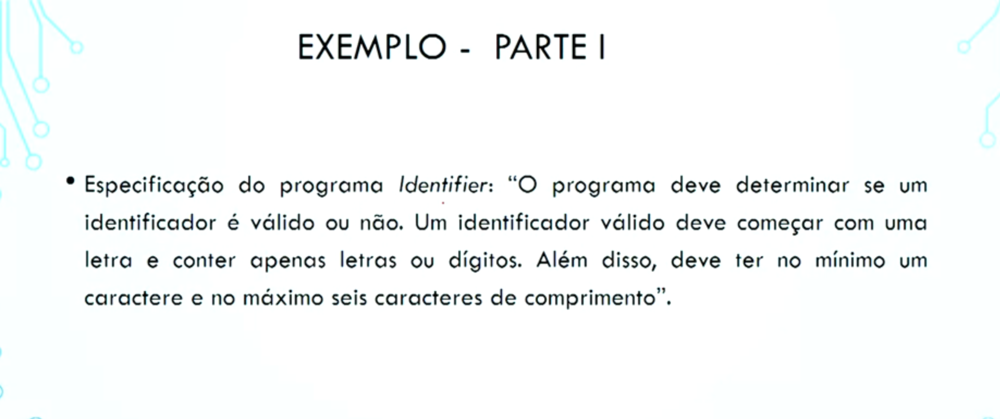 EXEMPLO - PARTE I
• Especificação do programa Identifier: “O programa deve determinar se um
identificador é válido ou não. Um identificador válido deve começar com uma
letra e conter apenas letras ou dígitos. Além disso, deve ter no mínimo um
caractere e no máximo seis caracteres de comprimento”.